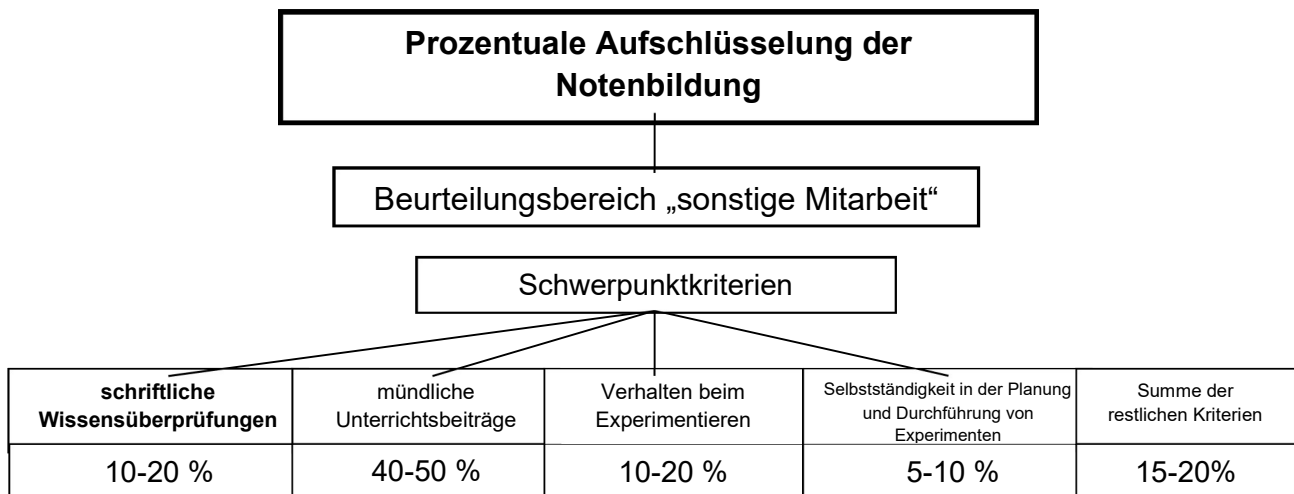 Prozentuale Aufschlüsselung der
Notenbildung
Beurteilungsbereich „sonstige Mitarbeit“
Schwerpunktkriterien
schriftliche
Wissensüberprüfungen
mündliche
Unterrichtsbeiträge
Verhalten beim
Experimentieren
Selbstständigkeit in der Planung
und Durchführung von
Experimenten
Summe der
restlichen Kriterien
10-20 %
40-50 %
10-20 %
5-10 %
15-20%